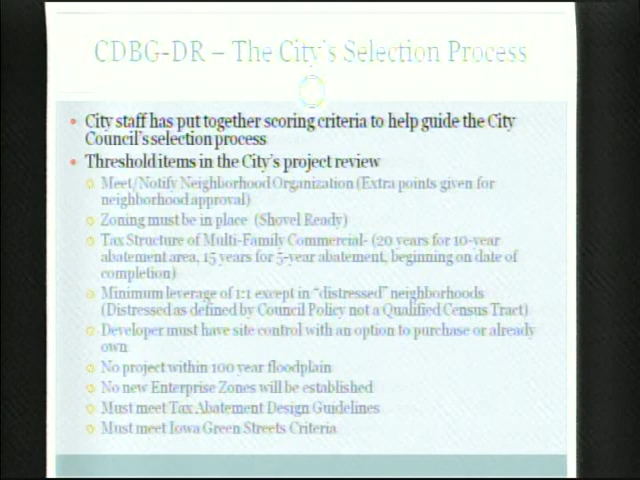 CDBG-DR – The City's Selection Process
• City staff has put together scoring criteria to help guide the City
Council's selection process
• Threshold items in the City's project review
Meet/Notify Neighborhood Organization (Extra points given for
neighborhood approval)
Zoning must be in place (Shovel Ready)
Tax Structure of Multi-Family Commercial- (20 years for 10-year
abatement area, 15 years for 5-year abatement, beginning on date of
completion)
Minimum leverage of 1:1 except in “distressed” neighborhoods
(Distressed as defined by Council Policy not a Qualified Census Tract)
Developer must have site control with an option to purchase or already
own
No project within 100 year floodplain
No new Enterprise Zones will be established
Must meet Tax Abatement Design Guidelines
Must meet Iowa Green Streets Criteria